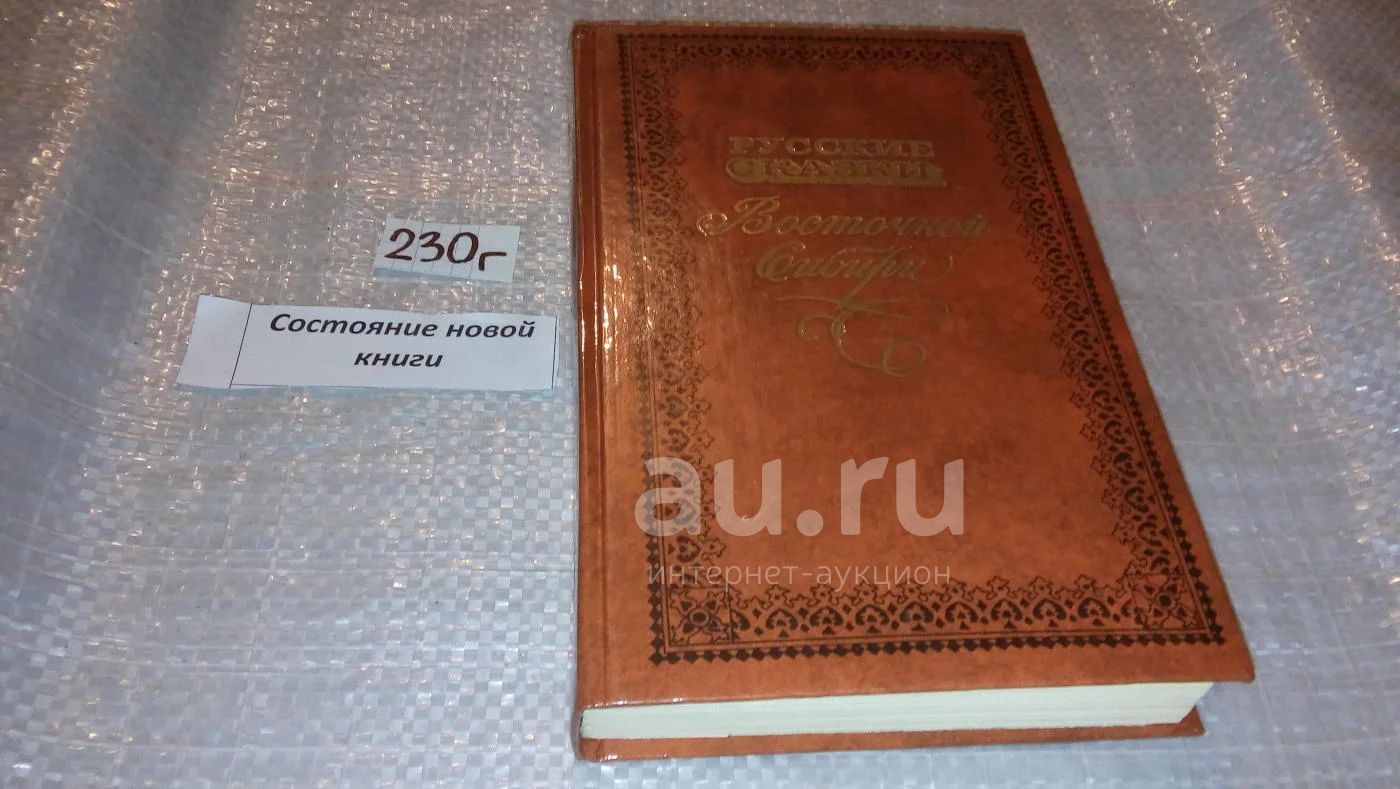 РУССКИЕ
СКАЗКИ
Восточной
Сибири
230г
Состояние новой
книги
au.ru
интернет-аукцион